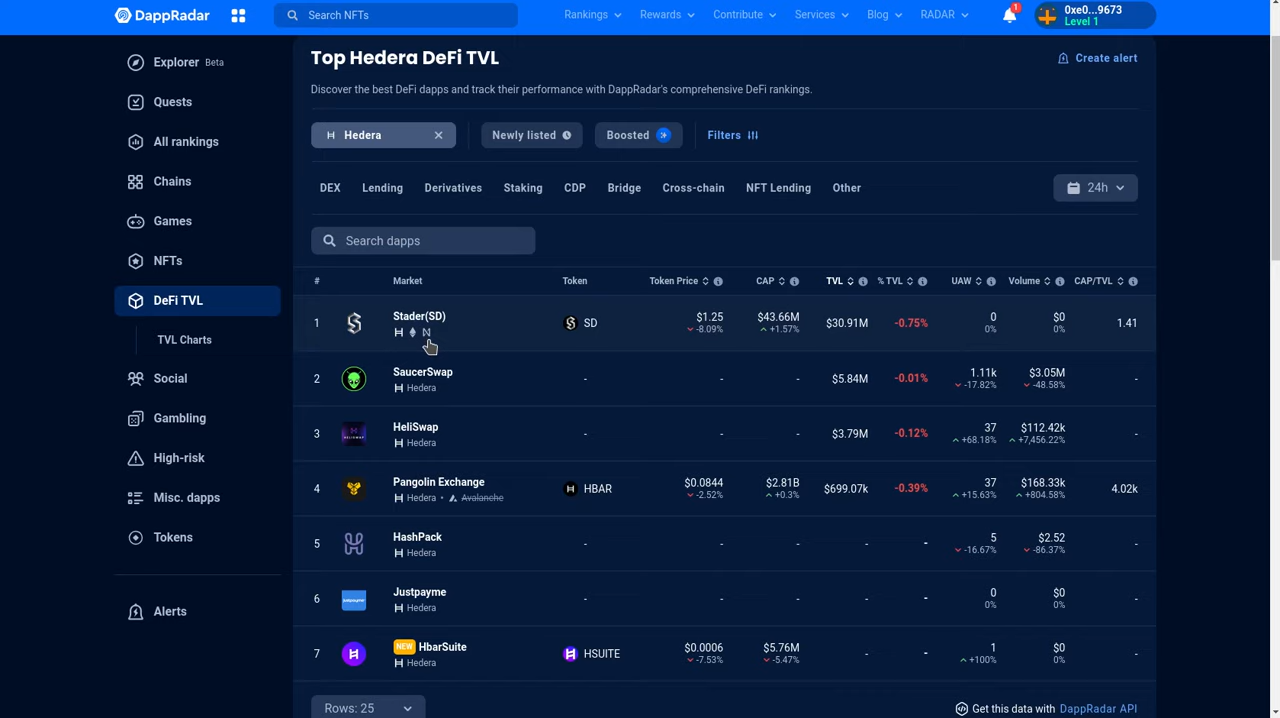 DappRadar
Search NFTs
Rankings
Rewards
Contribute
Services
Blog
RADAR
1
0xe0...9673
Level 1
Explorer Beta
Quests
All rankings
Chains
Games
NFTs
DeFi TVL
TVL Charts
Social
Gambling
High-risk
Misc. dapps
Tokens
Alerts
Top Hedera DeFi TVL
Create alert
Discover the best DeFi dapps and track their performance with DappRadar's comprehensive DeFi rankings.
Hedera
Newly listed
Boosted
Filters
DEX Lending Derivatives Staking CDP Bridge Cross-chain NFT Lending Other
24h
Search dapps
# Market Token Token Price CAP TVL % TVL UAW Volume CAP/TVL
1 Stader(SD) SD $1.25 $43.66M $30.91M -0.75% 0 $0 1.41
-8.09% +1.57% 0% 0%
2 SaucerSwap - - - $5.84M -0.01% 1.11k $3.05M -
Hedera -17.82% -48.58%
3 HeliSwap - - - $3.79M -0.12% 37 $112.42k -
Hedera +68.18% +7,456.22%
4 Pangolin Exchange HBAR $0.0844 $2.81B $699.07k -0.39% 37 $168.33k 4.02k
Hedera • Avalanche -2.52% +0.3% +15.63% +804.58%
5 HashPack - - - - - 5 $2.52 -
Hedera -16.67% -86.37%
6 Justpayme - - - - - 0 $0 -
Hedera 0% 0%
7 NEW HbarSuite HSUITE $0.0006 $5.76M - - 1 $0 -
Hedera -7.53% -5.47% +100% 0%
Rows: 25
Get this data with DappRadar API